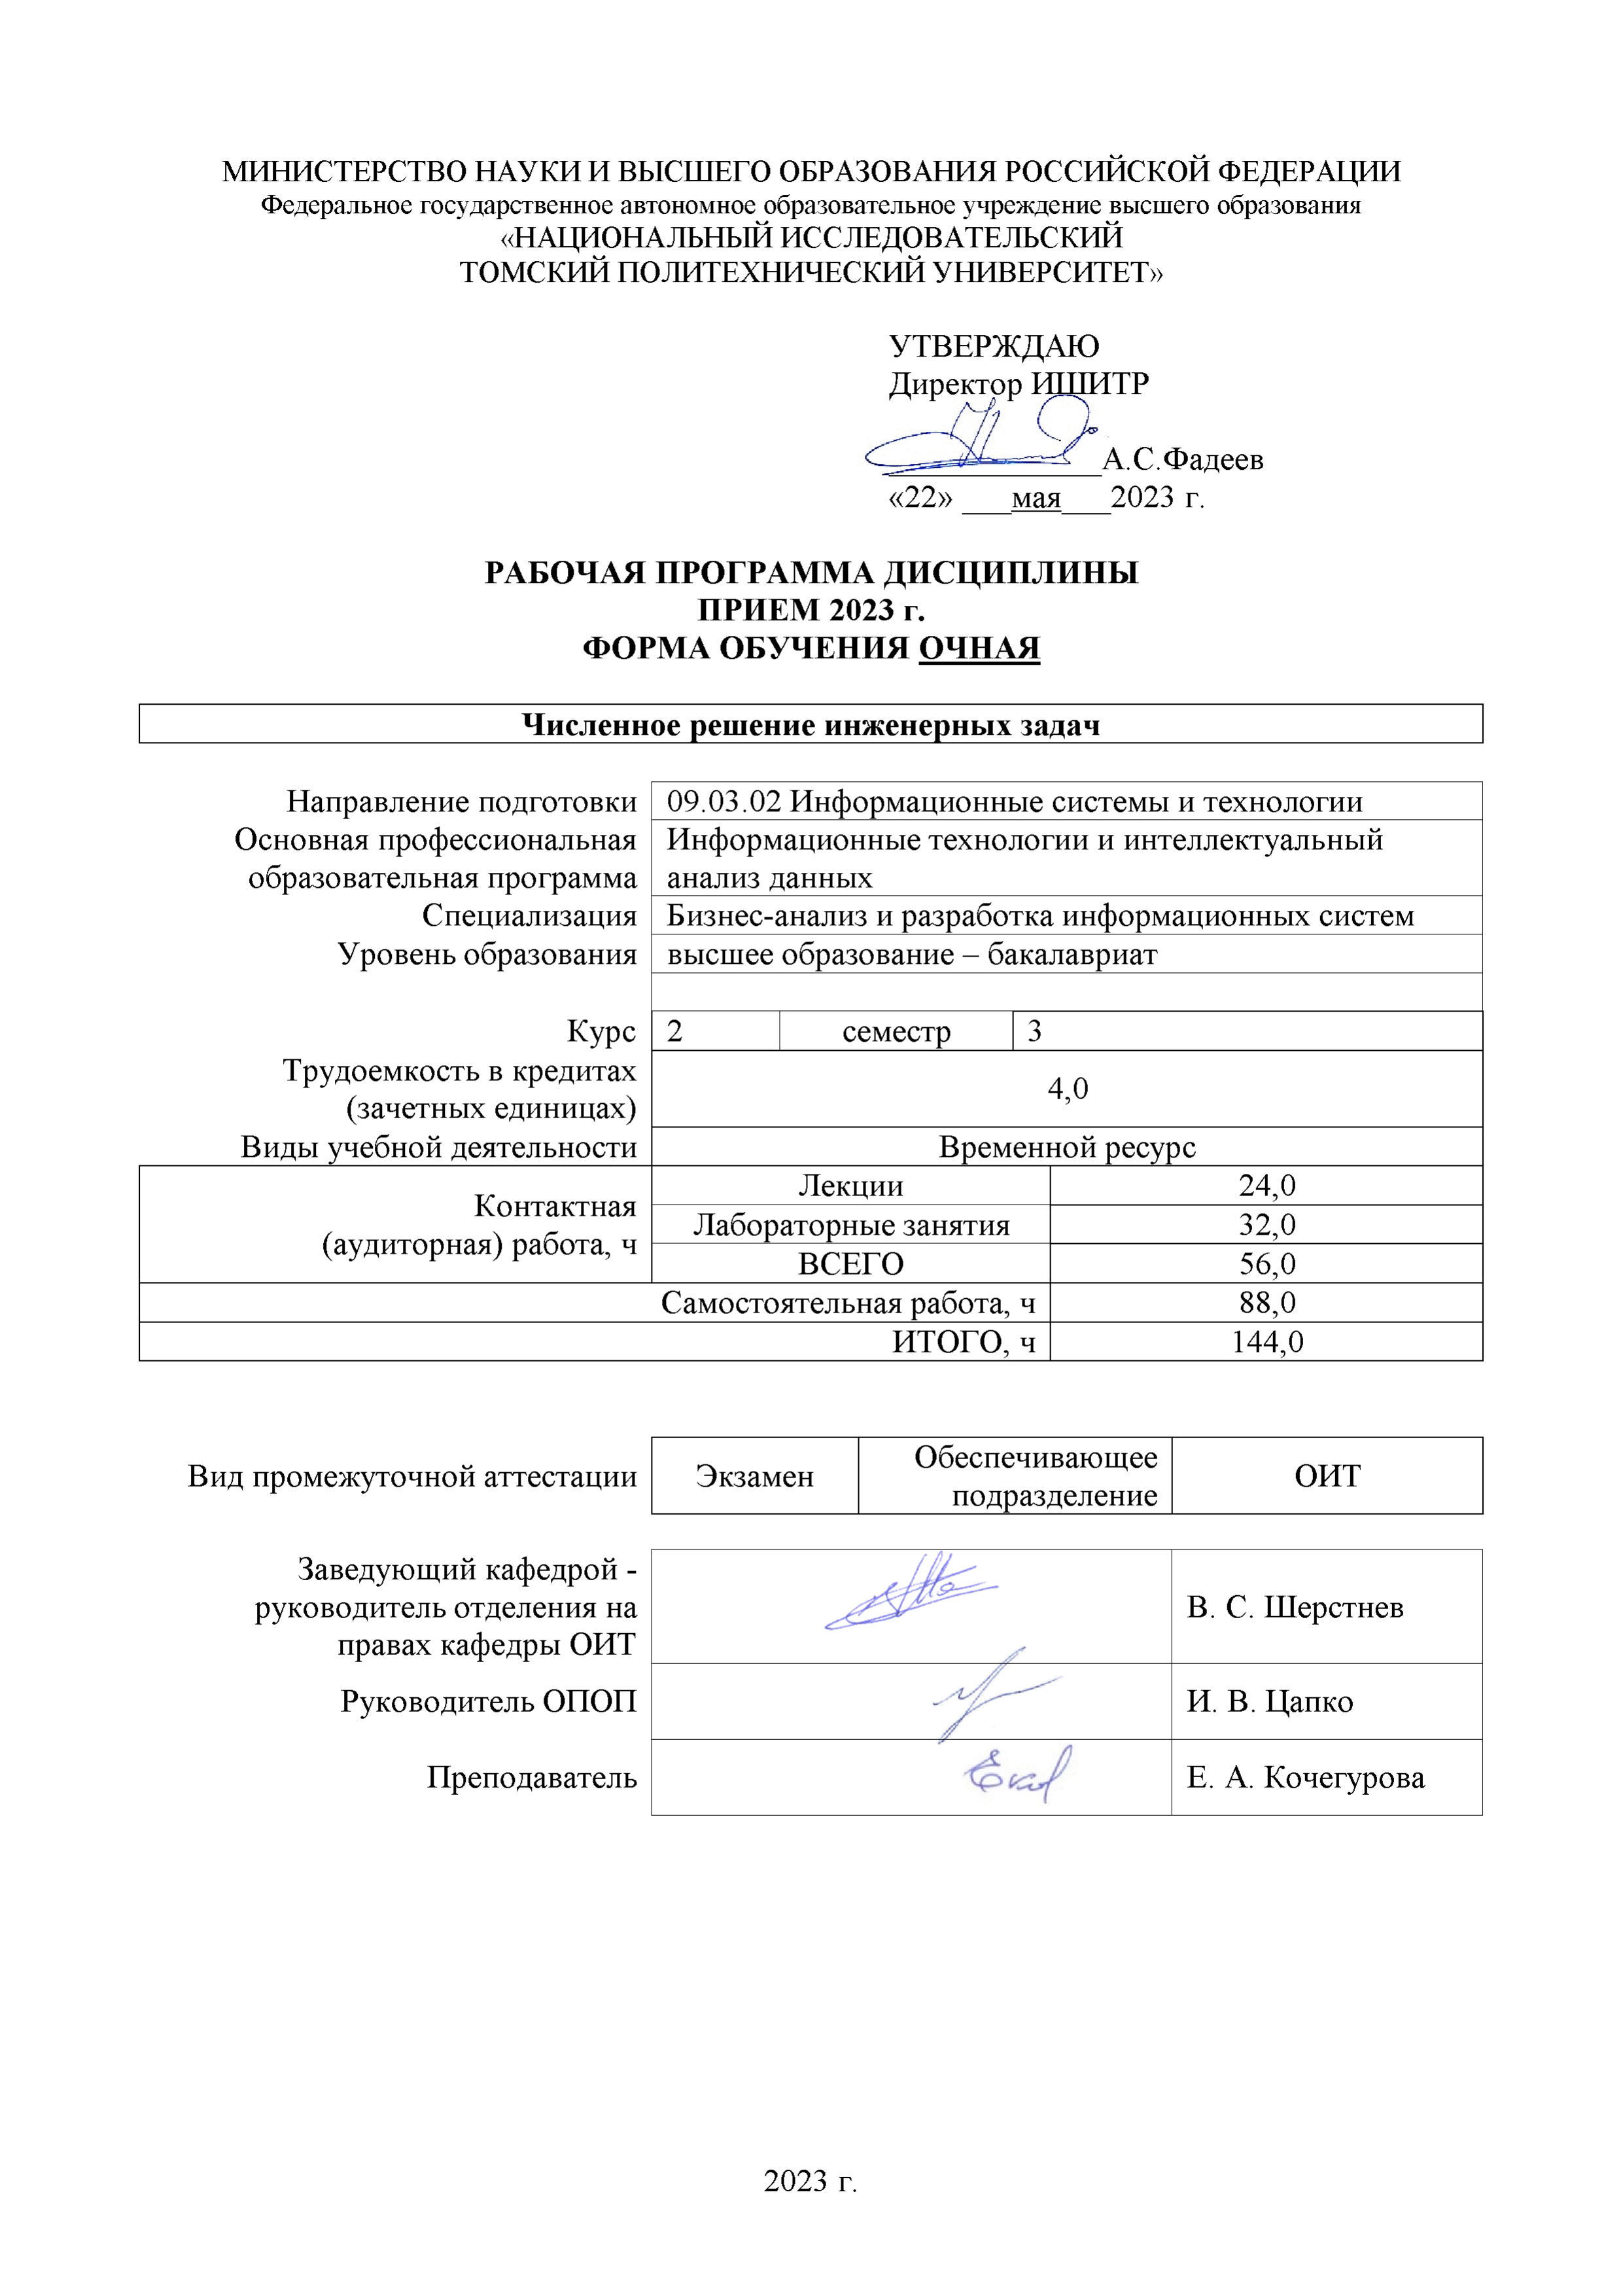 МИНИСТЕРСТВО НАУКИ И ВЫСШЕГО ОБРАЗОВАНИЯ РОССИЙСКОЙ ФЕДЕРАЦИИ
Федеральное государственное автономное образовательное учреждение высшего образования
«НАЦИОНАЛЬНЫЙ ИССЛЕДОВАТЕЛЬСКИЙ
ТОМСКИЙ ПОЛИТЕХНИЧЕСКИЙ УНИВЕРСИТЕТ»
УТВЕРЖДАЮ
Директор ИШИТР
А.С.Фадеев
«22» ___мая___2023 г.
РАБОЧАЯ ПРОГРАММА ДИСЦИПЛИНЫ
ПРИЕМ 2023 г.
ФОРМА ОБУЧЕНИЯ ОЧНАЯ
Численное решение инженерных задач
Направление подготовки 09.03.02 Информационные системы и технологии
Основная профессиональная Информационные технологии и интеллектуальный
образовательная программа анализ данных
Специализация Бизнес-анализ и разработка информационных систем
Уровень образования высшее образование – бакалавриат
Курс 2 семестр 3
Трудоемкость в кредитах
(зачетных единицах) 4,0
Виды учебной деятельности Временной ресурс
Контактная
(аудиторная) работа, ч
Лекции 24,0
Лабораторные занятия 32,0
ВСЕГО 56,0
Самостоятельная работа, ч 88,0
ИТОГО, ч 144,0
Вид промежуточной аттестации Экзамен Обеспечивающее
подразделение ОИТ
Заведующий кафедрой -
руководитель отделения на
правах кафедры ОИТ
В. С. Шерстнев
Руководитель ОПОП И. В. Цапко
Преподаватель Е. А. Кочегурова
2023 г.